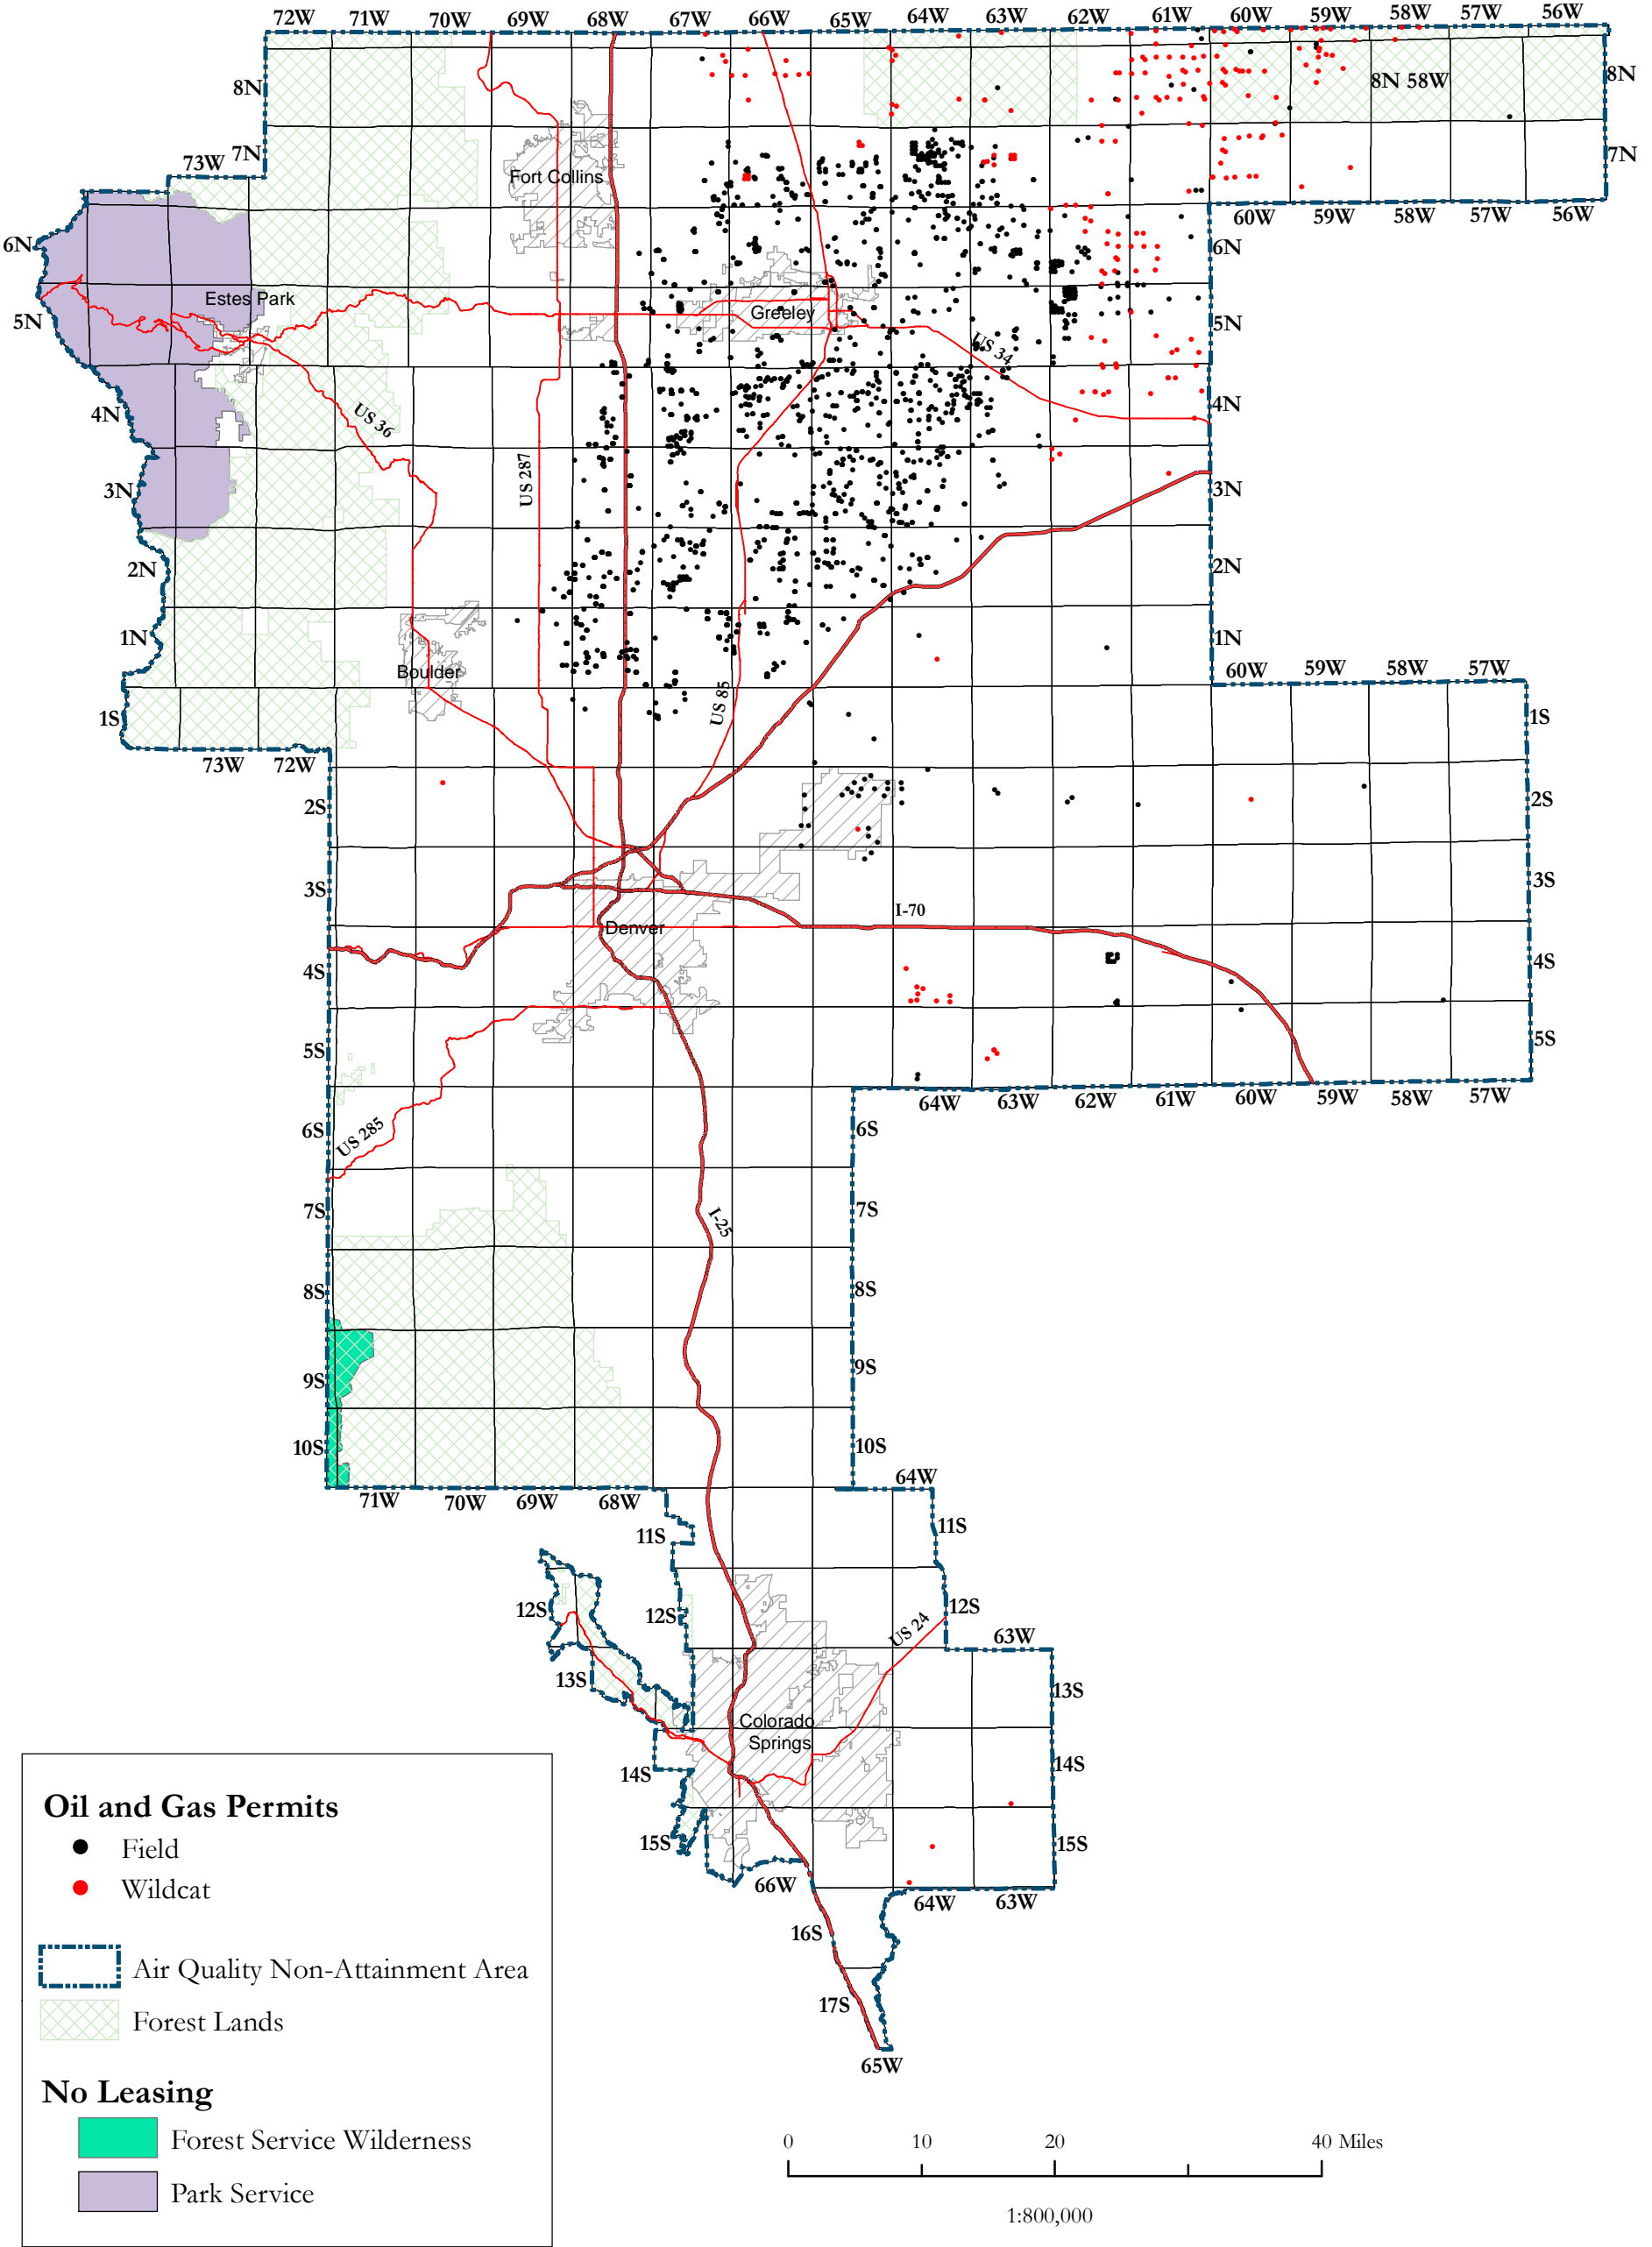 72W 71W 70W 69W 68W 67W 66W 65W 64W 63W 62W 61W 60W 59W 58W 57W 56W
8N 8N 58W 8N
73W 7N 7N
Fort Collins
60W 59W 58W 57W 56W
6N 6N
Estes Park
5N Greeley 5N
US 34
4N US 36 4N
US 287
3N 3N
2N 2N
1N 1N
Boulder
60W 59W 58W 57W
US 85
1S 1S
73W 72W
2S 2S
3S 3S
I-70
Denver
4S 4S
5S 5S
64W 63W 62W 61W 60W 59W 58W 57W
6S US 285 6S
7S I-25 7S
8S 8S
9S 9S
10S 10S
64W
71W 70W 69W 68W
11S 11S
12S 12S 12S
US 24
63W
13S 13S
Colorado
Springs
14S 14S
15S 15S
66W 64W 63W
16S
17S
65W
Oil and Gas Permits
Field
Wildcat
Air Quality Non-Attainment Area
Forest Lands
No Leasing
Forest Service Wilderness
Park Service
0 10 20 40 Miles
1:800,000